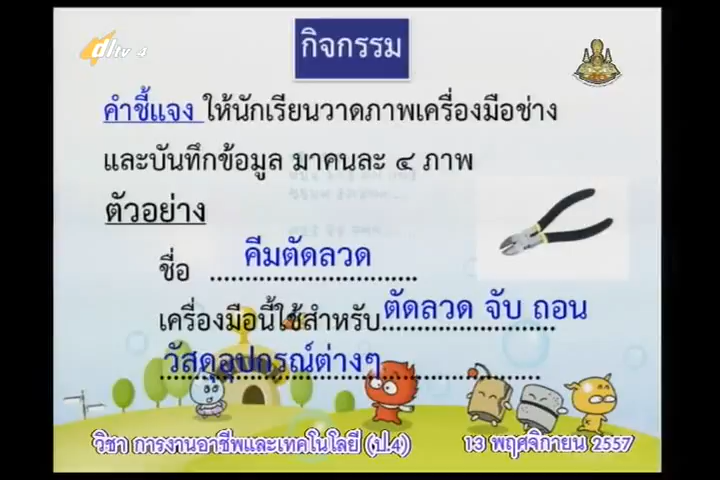 dltv 4
กิจกรรม
คำชี้แจง ให้นักเรียนวาดภาพเครื่องมือช่าง
และบันทึกข้อมูล มาคนละ ๔ ภาพ
ตัวอย่าง
ชื่อ คีมตัดลวด
เครื่องมือนี้ใช้สำหรับ ตัดลวด จับ ถอน
วัสดุอุปกรณ์ต่างๆ
วิชา การงานอาชีพและเทคโนโลยี (ป.4) 13 พฤศจิกายน 2557